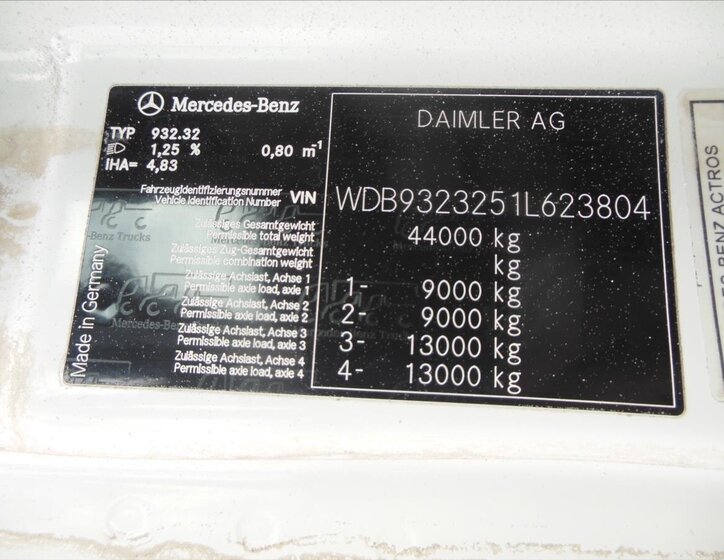 Mercedes-Benz
TYP 932.32
1,25 % 0,80 m⁻¹
IHA= 4,83
Fahrzeugidentifizierungsnummer
Vehicle Identification Number VIN
Zulässiges Gesamtgewicht
Permissible total weight
Zulässiges Zug-Gesamtgewicht
Permissible combination weight
Zulässige Achslast, Achse 1
Permissible axle load, axle 1
Zulässige Achslast, Achse 2
Permissible axle load, axle 2
Zulässige Achslast, Achse 3
Permissible axle load, axle 3
Zulässige Achslast, Achse 4
Permissible axle load, axle 4
Made in Germany
DAIMLER AG
WDB9323251L623804
44000 kg
kg
1- 9000 kg
2- 9000 kg
3- 13000 kg
4- 13000 kg
Mercedes-Benz Trucks
BENZ ACTROS